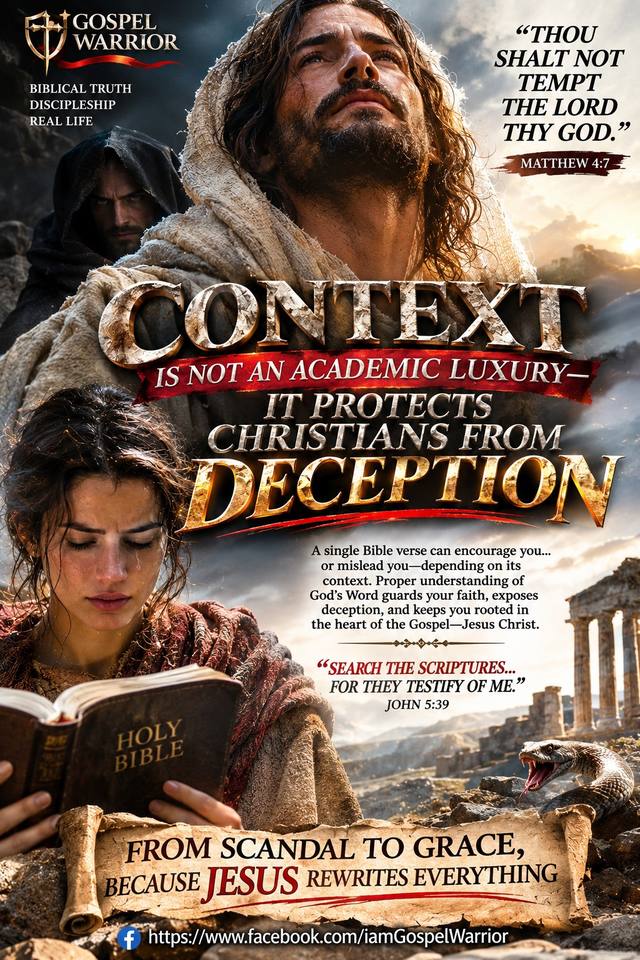 GOSPEL
WARRIOR
BIBLICAL TRUTH
DISCIPLESHIP
REAL LIFE
“THOU
SHALT NOT
TEMPT
THE LORD
THY GOD.”
MATTHEW 4:7
CONTEXT
IS NOT AN ACADEMIC LUXURY—
IT PROTECTS
CHRISTIANS FROM
DECEPTION
A single Bible verse can encourage you...
or mislead you—depending on its
context. Proper understanding of
God’s Word guards your faith, exposes
deception, and keeps you rooted in
the heart of the Gospel—Jesus Christ.
“SEARCH THE SCRIPTURES...
FOR THEY TESTIFY OF ME.”
JOHN 5:39
HOLY
BIBLE
FROM SCANDAL TO GRACE,
BECAUSE JESUS REWRITES EVERYTHING
https://www.facebook.com/iamGospelWarrior